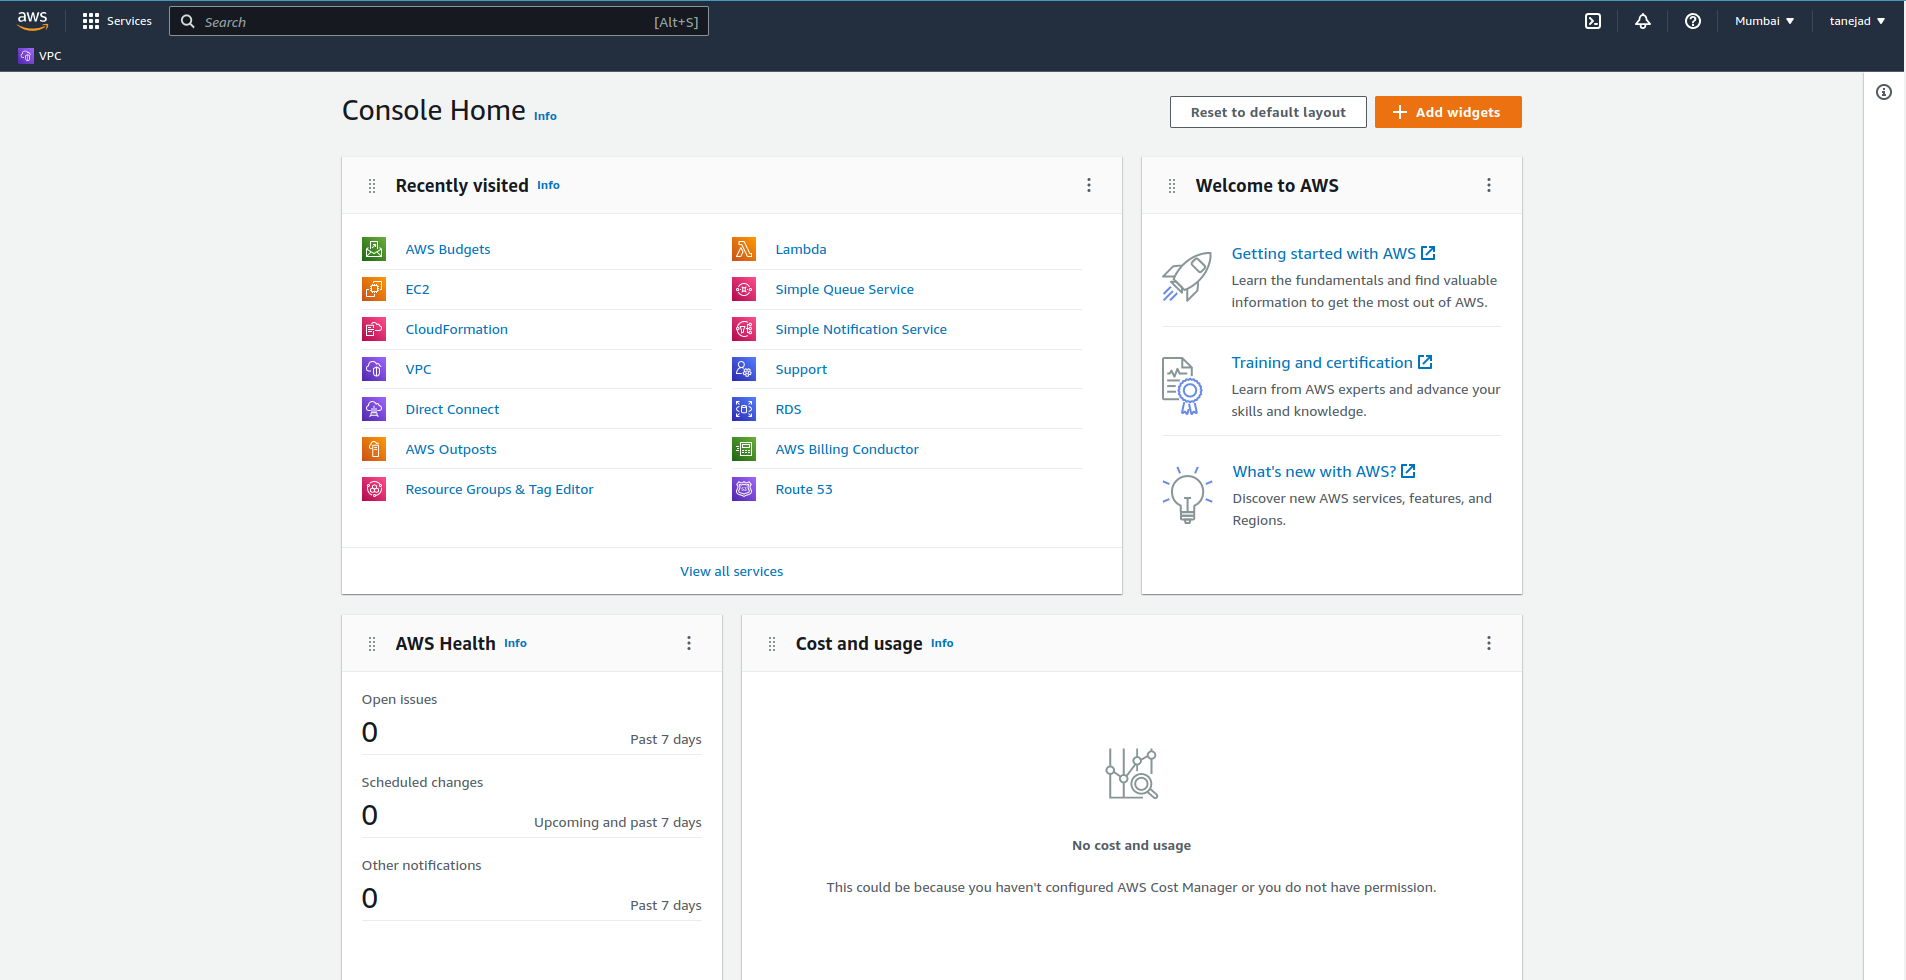 aws
Services
Search [Alt+S]
Mumbai
tanejad
VPC
Console Home Info
Reset to default layout
Add widgets
Recently visited Info
AWS Budgets
EC2
CloudFormation
VPC
Direct Connect
AWS Outposts
Resource Groups & Tag Editor
Lambda
Simple Queue Service
Simple Notification Service
Support
RDS
AWS Billing Conductor
Route 53
View all services
Welcome to AWS
Getting started with AWS
Learn the fundamentals and find valuable
information to get the most out of AWS.
Training and certification
Learn from AWS experts and advance your
skills and knowledge.
What's new with AWS?
Discover new AWS services, features, and
Regions.
AWS Health Info
Open issues
0 Past 7 days
Scheduled changes
0 Upcoming and past 7 days
Other notifications
0 Past 7 days
Cost and usage Info
No cost and usage
This could be because you haven't configured AWS Cost Manager or you do not have permission.